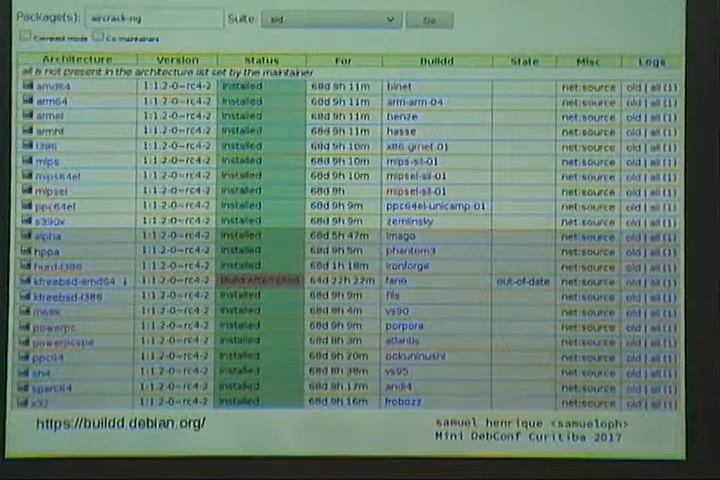 Package(s): aircrack-ng Suite: sid Go
Compact mode Co-maintainers
Architecture Version Status For Buildd State Misc Logs
all is not present in the architecture list set by the maintainer
amd64 1:1.2-0~rc4-2 Installed 68d 9h 11m binet net:source old | all (1)
arm64 1:1.2-0~rc4-2 Installed 68d 9h 11m arm-arm-04 net:source old | all (1)
armel 1:1.2-0~rc4-2 Installed 68d 9h 11m henze net:source old | all (1)
armhf 1:1.2-0~rc4-2 Installed 68d 9h 11m hasse net:source old | all (1)
i386 1:1.2-0~rc4-2 Installed 68d 9h 10m x86-grnet-01 net:source old | all (1)
mips 1:1.2-0~rc4-2 Installed 68d 9h 10m mips-sil-01 net:source old | all (1)
mips64el 1:1.2-0~rc4-2 Installed 68d 9h 10m mipsel-sil-01 net:source old | all (1)
mipsel 1:1.2-0~rc4-2 Installed 68d 9h mipsel-sil-01 net:source old | all (1)
ppc64el 1:1.2-0~rc4-2 Installed 68d 9h 9m ppc64el-unicamp-01 net:source old | all (1)
s390x 1:1.2-0~rc4-2 Installed 68d 9h 9m zemlinsky net:source old | all (1)
alpha 1:1.2-0~rc4-2 Installed 68d 5h 47m imago net:source old | all (1)
hppa 1:1.2-0~rc4-2 Installed 68d 9h 5m phantom3 net:source old | all (1)
hurd-i386 1:1.2-0~rc4-2 Installed 68d 1h 18m ironforge net:source old | all (1)
kfreebsd-amd64 1:1.2-0~rc4-2 Build-Attempted 64d 22h 22m fano out-of-date net:source old | all (1)
kfreebsd-i386 1:1.2-0~rc4-2 Installed 68d 9h 9m fils net:source old | all (1)
m68k 1:1.2-0~rc4-2 Installed 68d 8h 4m vs90 net:source old | all (1)
powerpc 1:1.2-0~rc4-2 Installed 68d 9h 9m porpora net:source old | all (1)
powerpcspe 1:1.2-0~rc4-2 Installed 68d 8h 3m atlantis net:source old | all (1)
ppc64 1:1.2-0~rc4-2 Installed 68d 9h 20m ookuninushi net:source old | all (1)
sh4 1:1.2-0~rc4-2 Installed 68d 8h 38m vs95 net:source old | all (1)
sparc64 1:1.2-0~rc4-2 Installed 68d 9h 17m andi4 net:source old | all (1)
x32 1:1.2-0~rc4-2 Installed 68d 9h 16m frobozz net:source old | all (1)
https://buildd.debian.org/
samuel henrique <samueloph>
Mini DebConf Curitiba 2017